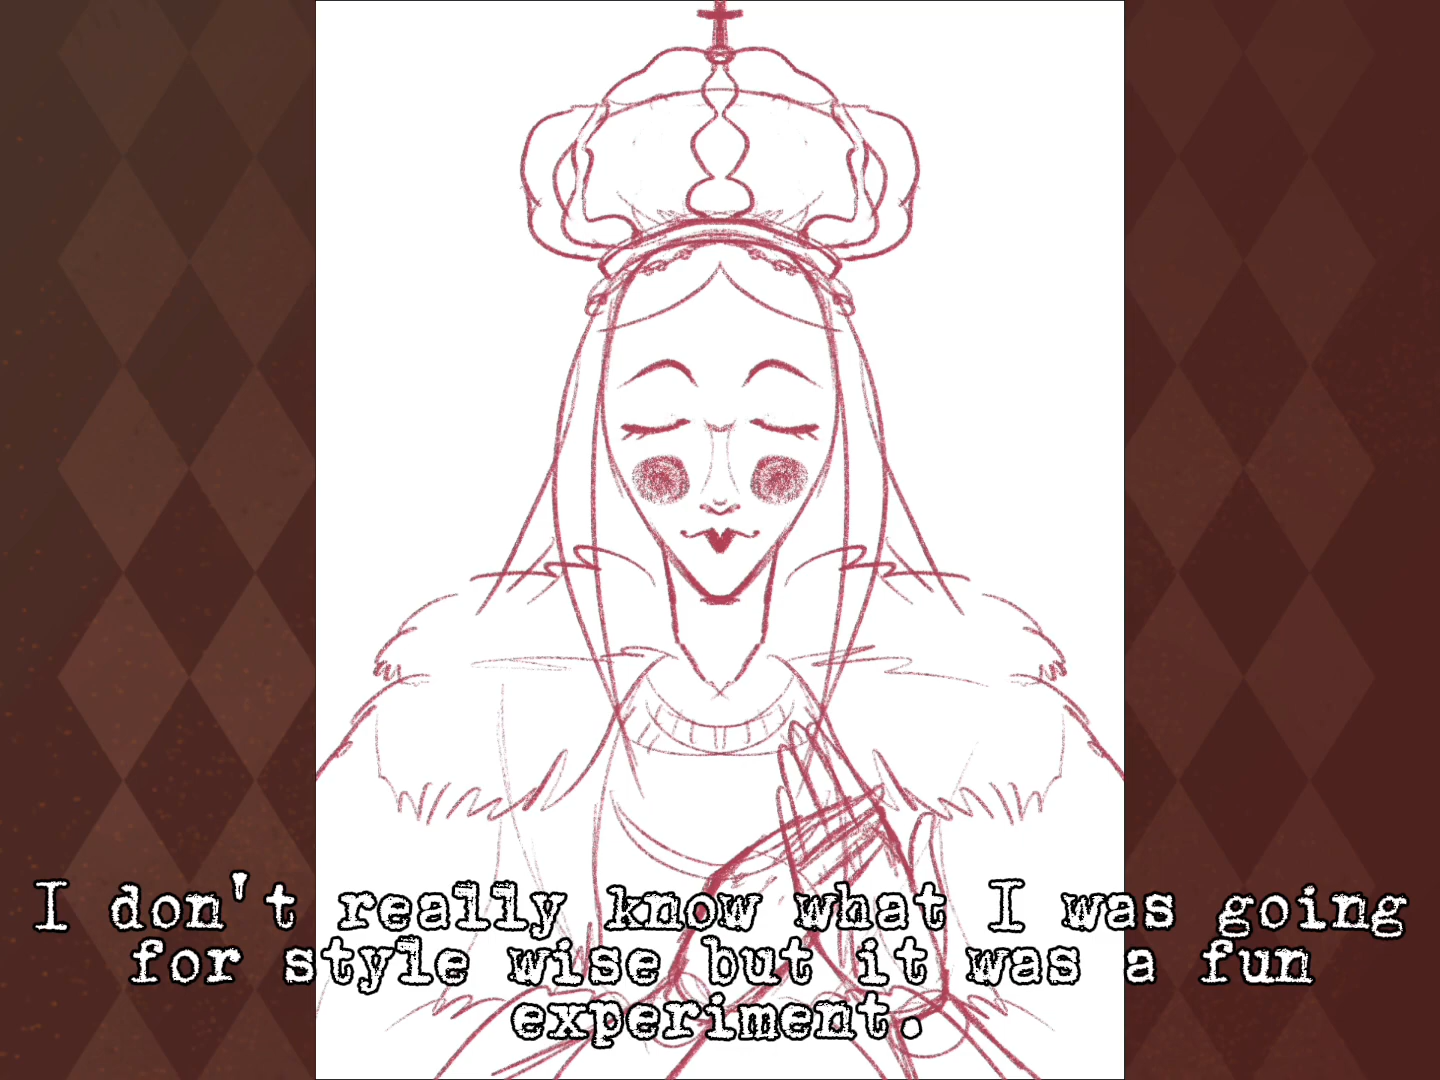 I don't really know what I was going
for style wise but it was a fun
experiment.